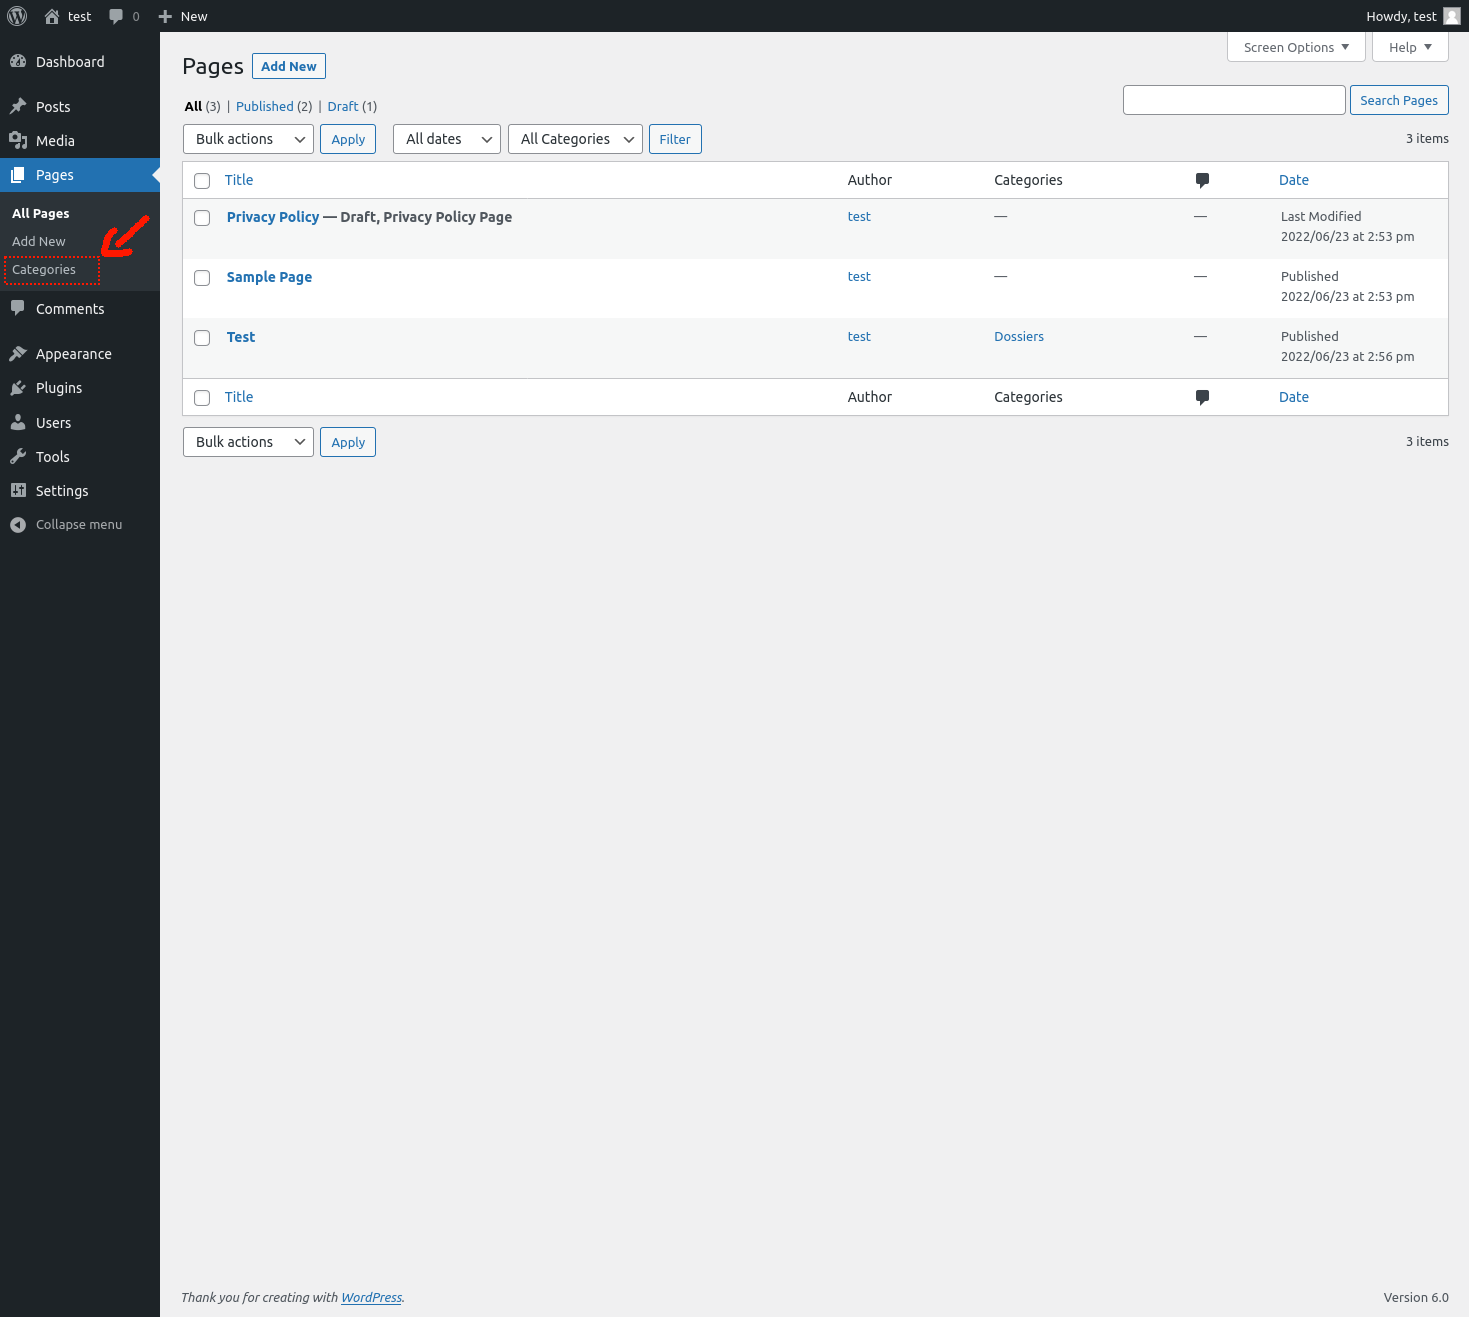 test 0 New Howdy, test
Screen Options Help
Dashboard
Posts
Media
Pages
All Pages
Add New
Categories
Comments
Appearance
Plugins
Users
Tools
Settings
Collapse menu
Pages Add New
All (3) | Published (2) | Draft (1)
Search Pages
Bulk actions Apply All dates All Categories Filter 3 items
Title Author Categories Date
Privacy Policy — Draft, Privacy Policy Page test — — Last Modified
2022/06/23 at 2:53 pm
Sample Page test — — Published
2022/06/23 at 2:53 pm
Test test Dossiers — Published
2022/06/23 at 2:56 pm
Title Author Categories Date
Bulk actions Apply 3 items
Thank you for creating with WordPress. Version 6.0